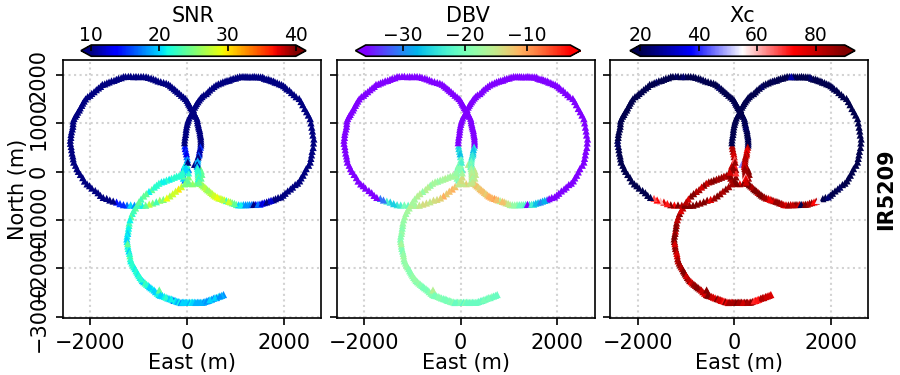 SNR
DBV
Xc
10 20 30 40
−30 −20 −10
20 40 60 80
2000
1000
0
−1000
−2000
−3000
North (m)
IR5209
−2000 0 2000
−2000 0 2000
−2000 0 2000
East (m)
East (m)
East (m)